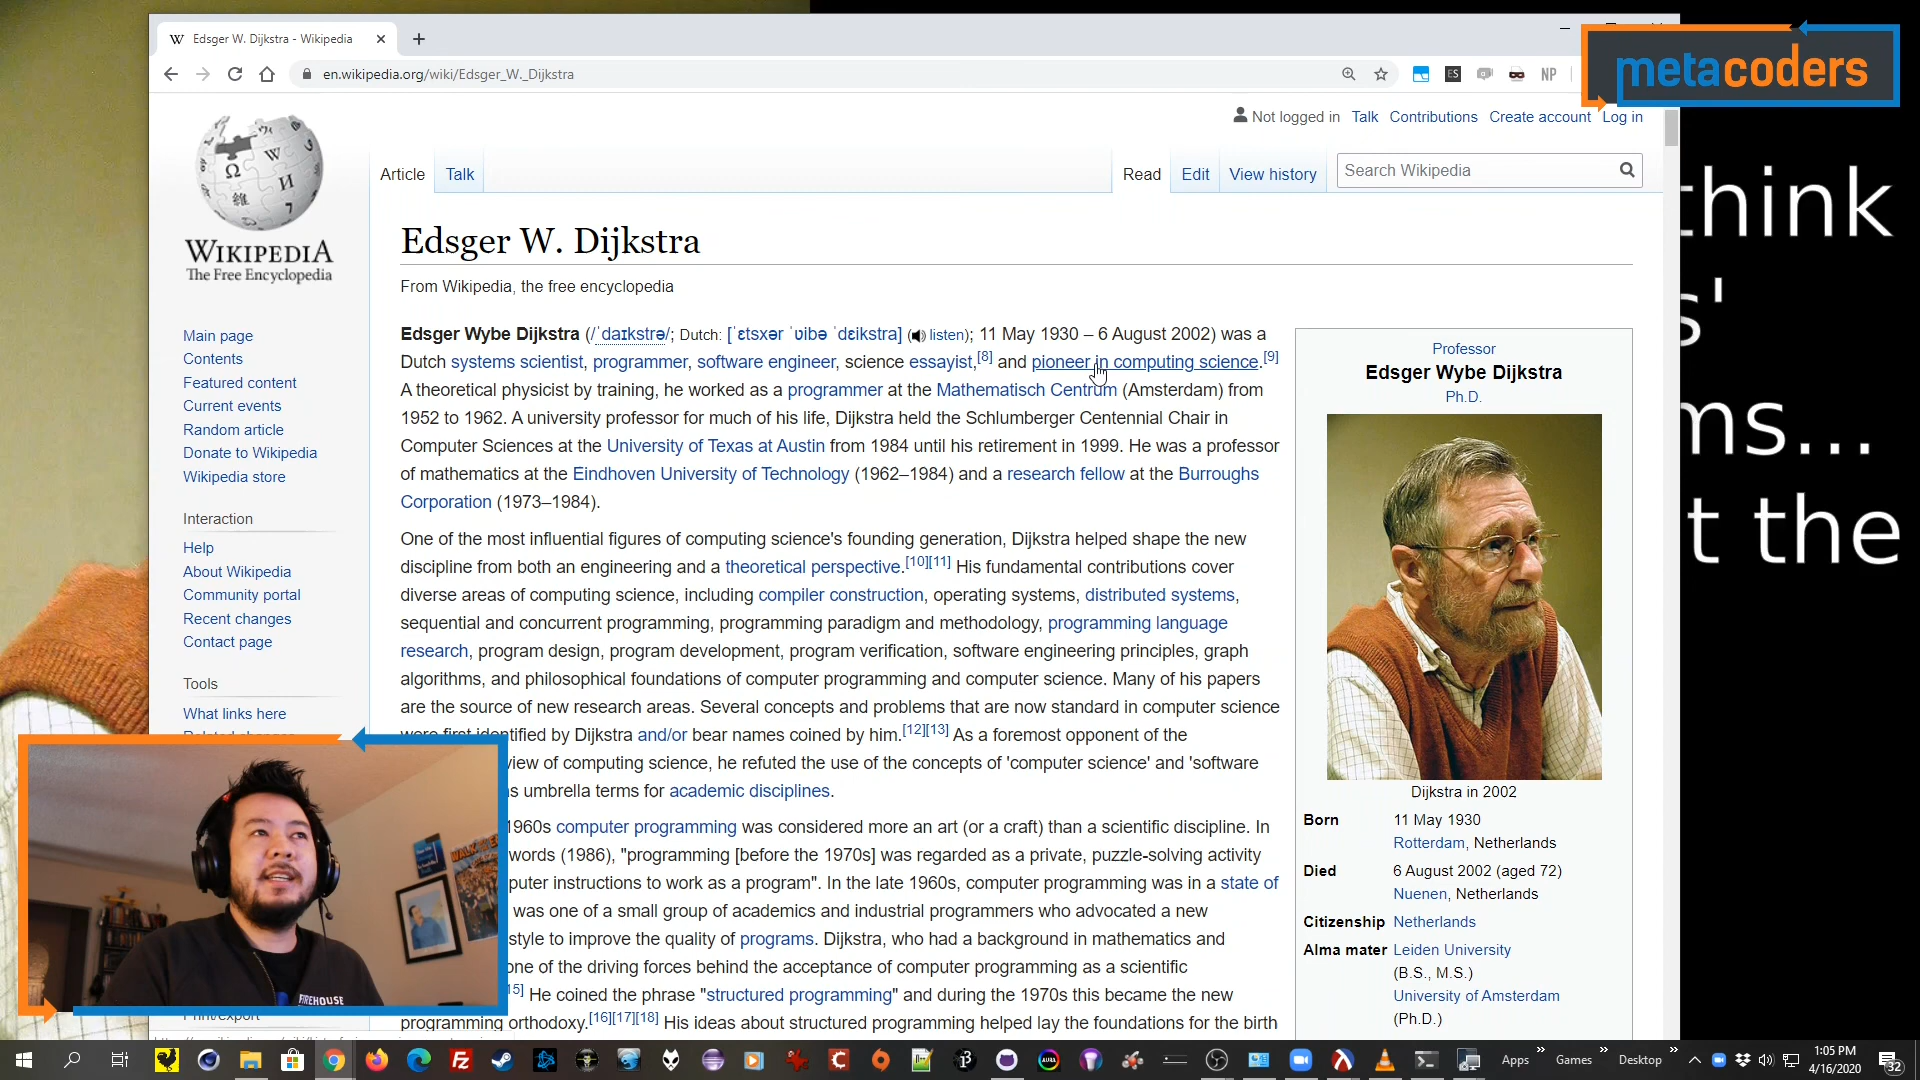 Edsger W. Dijkstra - Wikipedia
en.wikipedia.org/wiki/Edsger_W._Dijkstra
ES
NP
metacoders
Not logged in Talk Contributions Create account Log in
Article Talk
Read Edit View history
Search Wikipedia
WIKIPEDIA
The Free Encyclopedia
Main page
Contents
Featured content
Current events
Random article
Donate to Wikipedia
Wikipedia store
Interaction
Help
About Wikipedia
Community portal
Recent changes
Contact page
Tools
What links here
Related changes
Print/export
Edsger W. Dijkstra
From Wikipedia, the free encyclopedia
Edsger Wybe Dijkstra (/ˈdaɪkstrə/; Dutch: [ˈɛtsxər ˈʋibə ˈdɛikstra] (listen); 11 May 1930 – 6 August 2002) was a
Dutch systems scientist, programmer, software engineer, science essayist,[8] and pioneer in computing science.[9]
A theoretical physicist by training, he worked as a programmer at the Mathematisch Centrum (Amsterdam) from
1952 to 1962. A university professor for much of his life, Dijkstra held the Schlumberger Centennial Chair in
Computer Sciences at the University of Texas at Austin from 1984 until his retirement in 1999. He was a professor
of mathematics at the Eindhoven University of Technology (1962–1984) and a research fellow at the Burroughs
Corporation (1973–1984).
One of the most influential figures of computing science's founding generation, Dijkstra helped shape the new
discipline from both an engineering and a theoretical perspective.[10][11] His fundamental contributions cover
diverse areas of computing science, including compiler construction, operating systems, distributed systems,
sequential and concurrent programming, programming paradigm and methodology, programming language
research, program design, program development, program verification, software engineering principles, graph
algorithms, and philosophical foundations of computer programming and computer science. Many of his papers
are the source of new research areas. Several concepts and problems that are now standard in computer science
were first identified by Dijkstra and/or bear names coined by him.[12][13] As a foremost opponent of the
view of computing science, he refuted the use of the concepts of 'computer science' and 'software
s umbrella terms for academic disciplines.
1960s computer programming was considered more an art (or a craft) than a scientific discipline. In
words (1986), "programming [before the 1970s] was regarded as a private, puzzle-solving activity
puter instructions to work as a program". In the late 1960s, computer programming was in a state of
was one of a small group of academics and industrial programmers who advocated a new
style to improve the quality of programs. Dijkstra, who had a background in mathematics and
one of the driving forces behind the acceptance of computer programming as a scientific
15] He coined the phrase "structured programming" and during the 1970s this became the new
programming orthodoxy.[16][17][18] His ideas about structured programming helped lay the foundations for the birth
Professor
Edsger Wybe Dijkstra
Ph.D.
Dijkstra in 2002
Born 11 May 1930
Rotterdam, Netherlands
Died 6 August 2002 (aged 72)
Nuenen, Netherlands
Citizenship Netherlands
Alma mater Leiden University
(B.S., M.S.)
University of Amsterdam
(Ph.D.)
think
s'
ms...
t the
FIREHOUSE
Apps Games Desktop
1:05 PM
4/16/2020
32